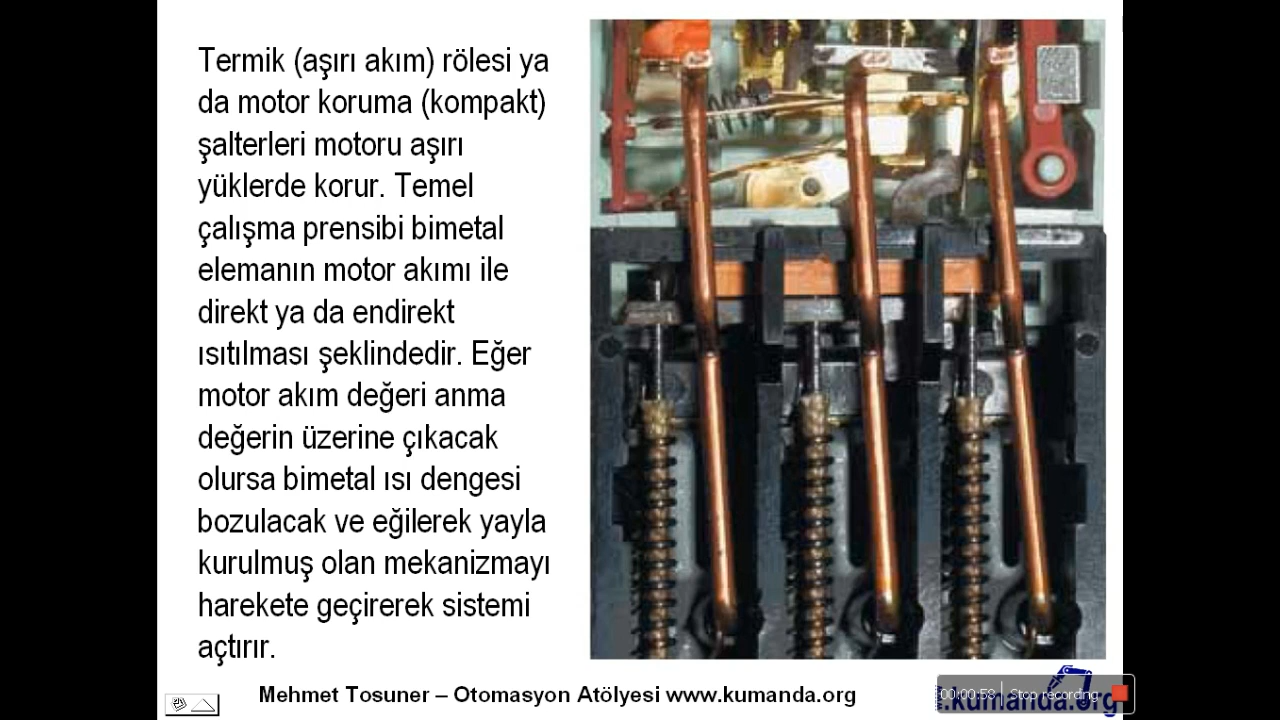 Termik (aşırı akım) rölesi ya
da motor koruma (kompakt)
şalterleri motoru aşırı
yüklerde korur. Temel
çalışma prensibi bimetal
elemanın motor akımı ile
direkt ya da endirekt
ısıtılması şeklindedir. Eğer
motor akım değeri anma
değerin üzerine çıkacak
olursa bimetal ısı dengesi
bozulacak ve eğilerek yayla
kurulmuş olan mekanizmayı
harekete geçirerek sistemi
açtırır.
Mehmet Tosuner – Otomasyon Atölyesi www.kumanda.org
00:00:58 Stop recording
.kumanda.org